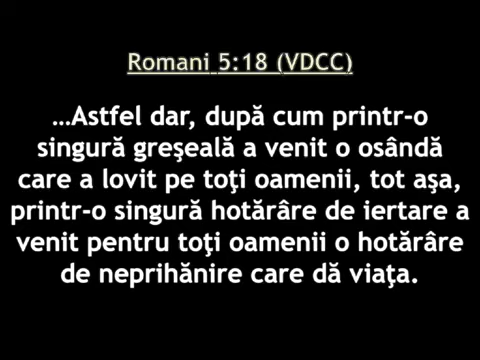 Romani 5:18 (VDCC)
…Astfel dar, după cum printr-o
singură greşeală a venit o osândă
care a lovit pe toţi oamenii, tot aşa,
printr-o singură hotărâre de iertare a
venit pentru toţi oamenii o hotărâre
de neprihănire care dă viaţa.